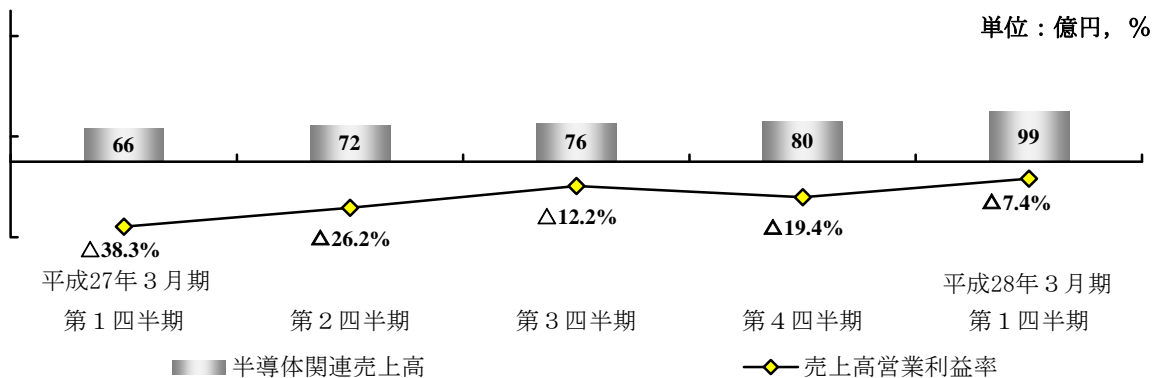 単位：億円，％
66 72 76 80 99
△38.3% △26.2% △12.2% △19.4% △7.4%
平成27年３月期 平成28年３月期
第１四半期 第２四半期 第３四半期 第４四半期 第１四半期
半導体関連売上高 売上高営業利益率